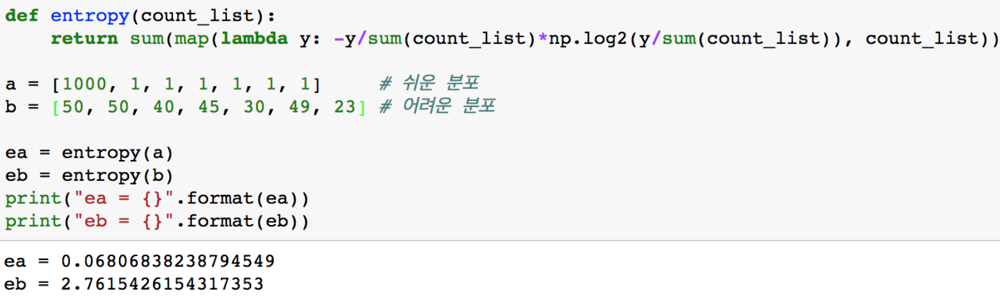 def entropy(count_list):
    return sum(map(lambda y: -y/sum(count_list)*np.log2(y/sum(count_list)), count_list))
a = [1000, 1, 1, 1, 1, 1, 1]     # 쉬운 분포
b = [50, 50, 40, 45, 30, 49, 23] # 어려운 분포
ea = entropy(a)
eb = entropy(b)
print("ea = {}".format(ea))
print("eb = {}".format(eb))
ea = 0.06806838238794549
eb = 2.7615426154317353